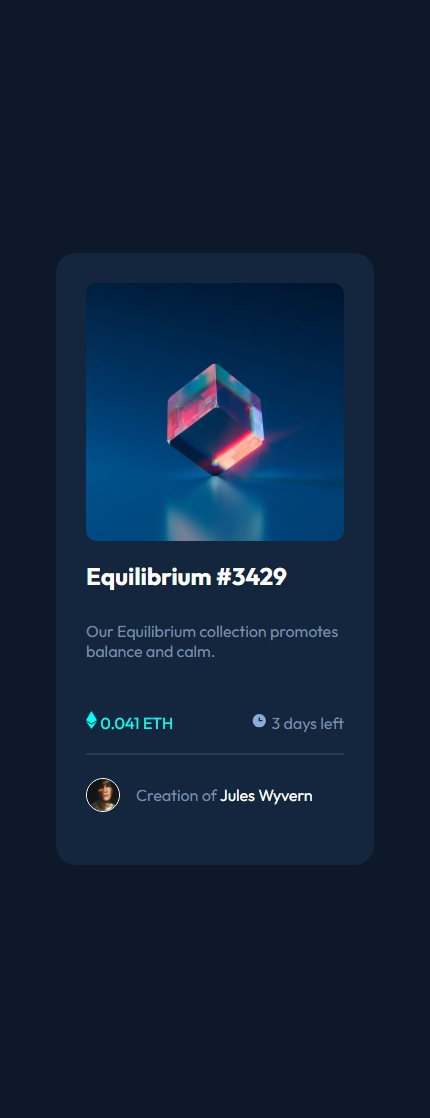 Equilibrium #3429
Our Equilibrium collection promotes
balance and calm.
0.041 ETH
3 days left
Creation of Jules Wyvern